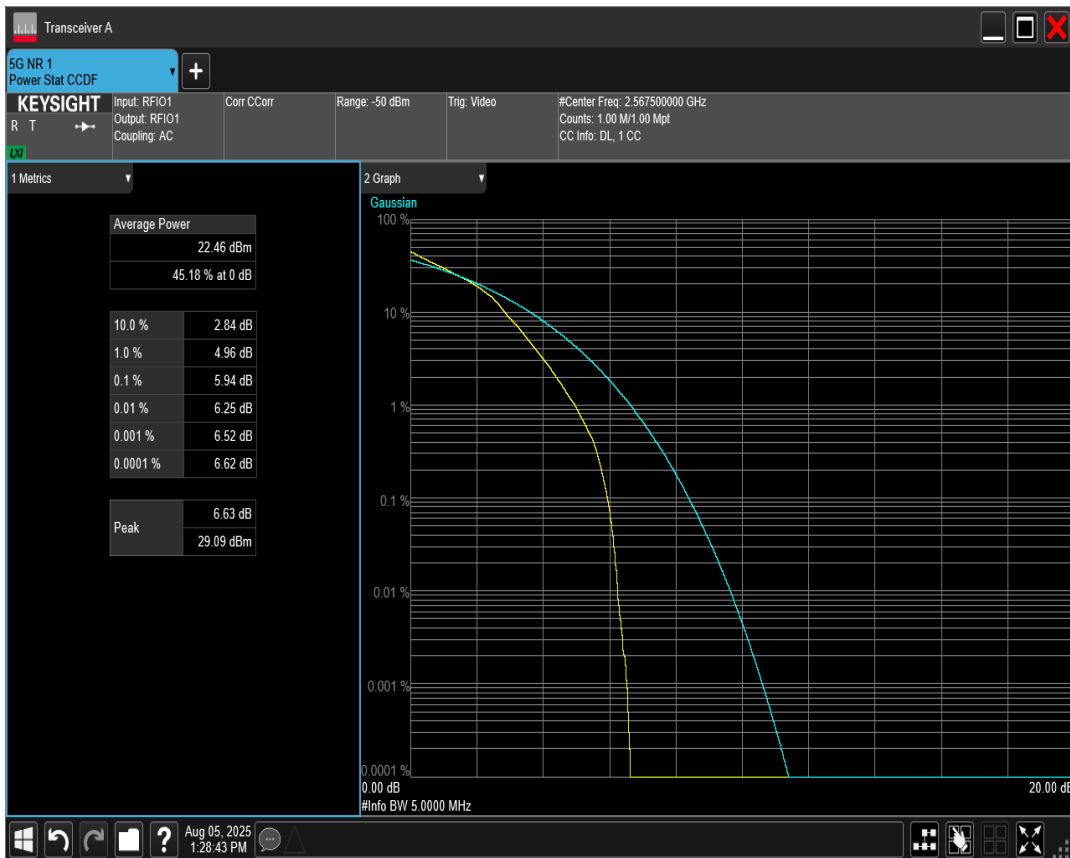 Transceiver A
5G NR 1
Power Stat CCDF
KEYSIGHT
R T
LXI
Input: RFIO1
Output: RFIO1
Coupling: AC
Corr CCorr
Range: -50 dBm
Trig: Video
#Center Freq: 2.567500000 GHz
Counts: 1.00 M/1.00 Mpt
CC Info: DL, 1 CC
1 Metrics
Average Power
22.46 dBm
45.18 % at 0 dB
10.0 % 2.84 dB
1.0 % 4.96 dB
0.1 % 5.94 dB
0.01 % 6.25 dB
0.001 % 6.52 dB
0.0001 % 6.62 dB
Peak
6.63 dB
29.09 dBm
2 Graph
Gaussian
100 %
10 %
1 %
0.1 %
0.01 %
0.001 %
0.0001 %
0.00 dB 20.00 dB
#Info BW 5.0000 MHz
?
Aug 05, 2025
1:28:43 PM